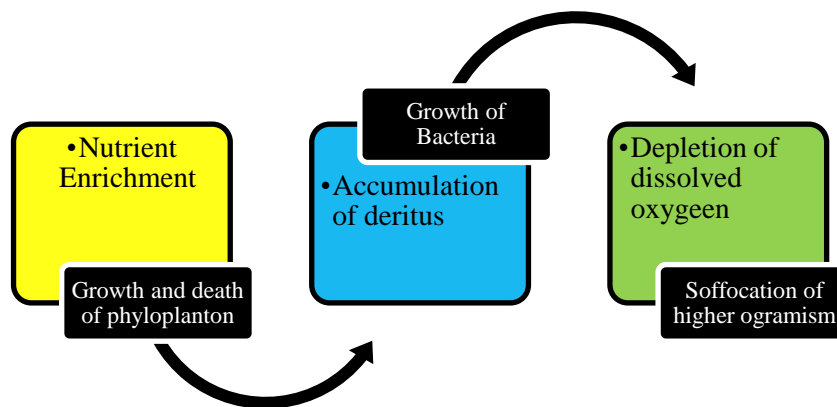 •Nutrient
Enrichment
Growth and death
of phyloplanton
Growth of
Bacteria
•Accumulation
of deritus
•Depletion of
dissolved
oxygeen
Soffocation of
higher ogramism